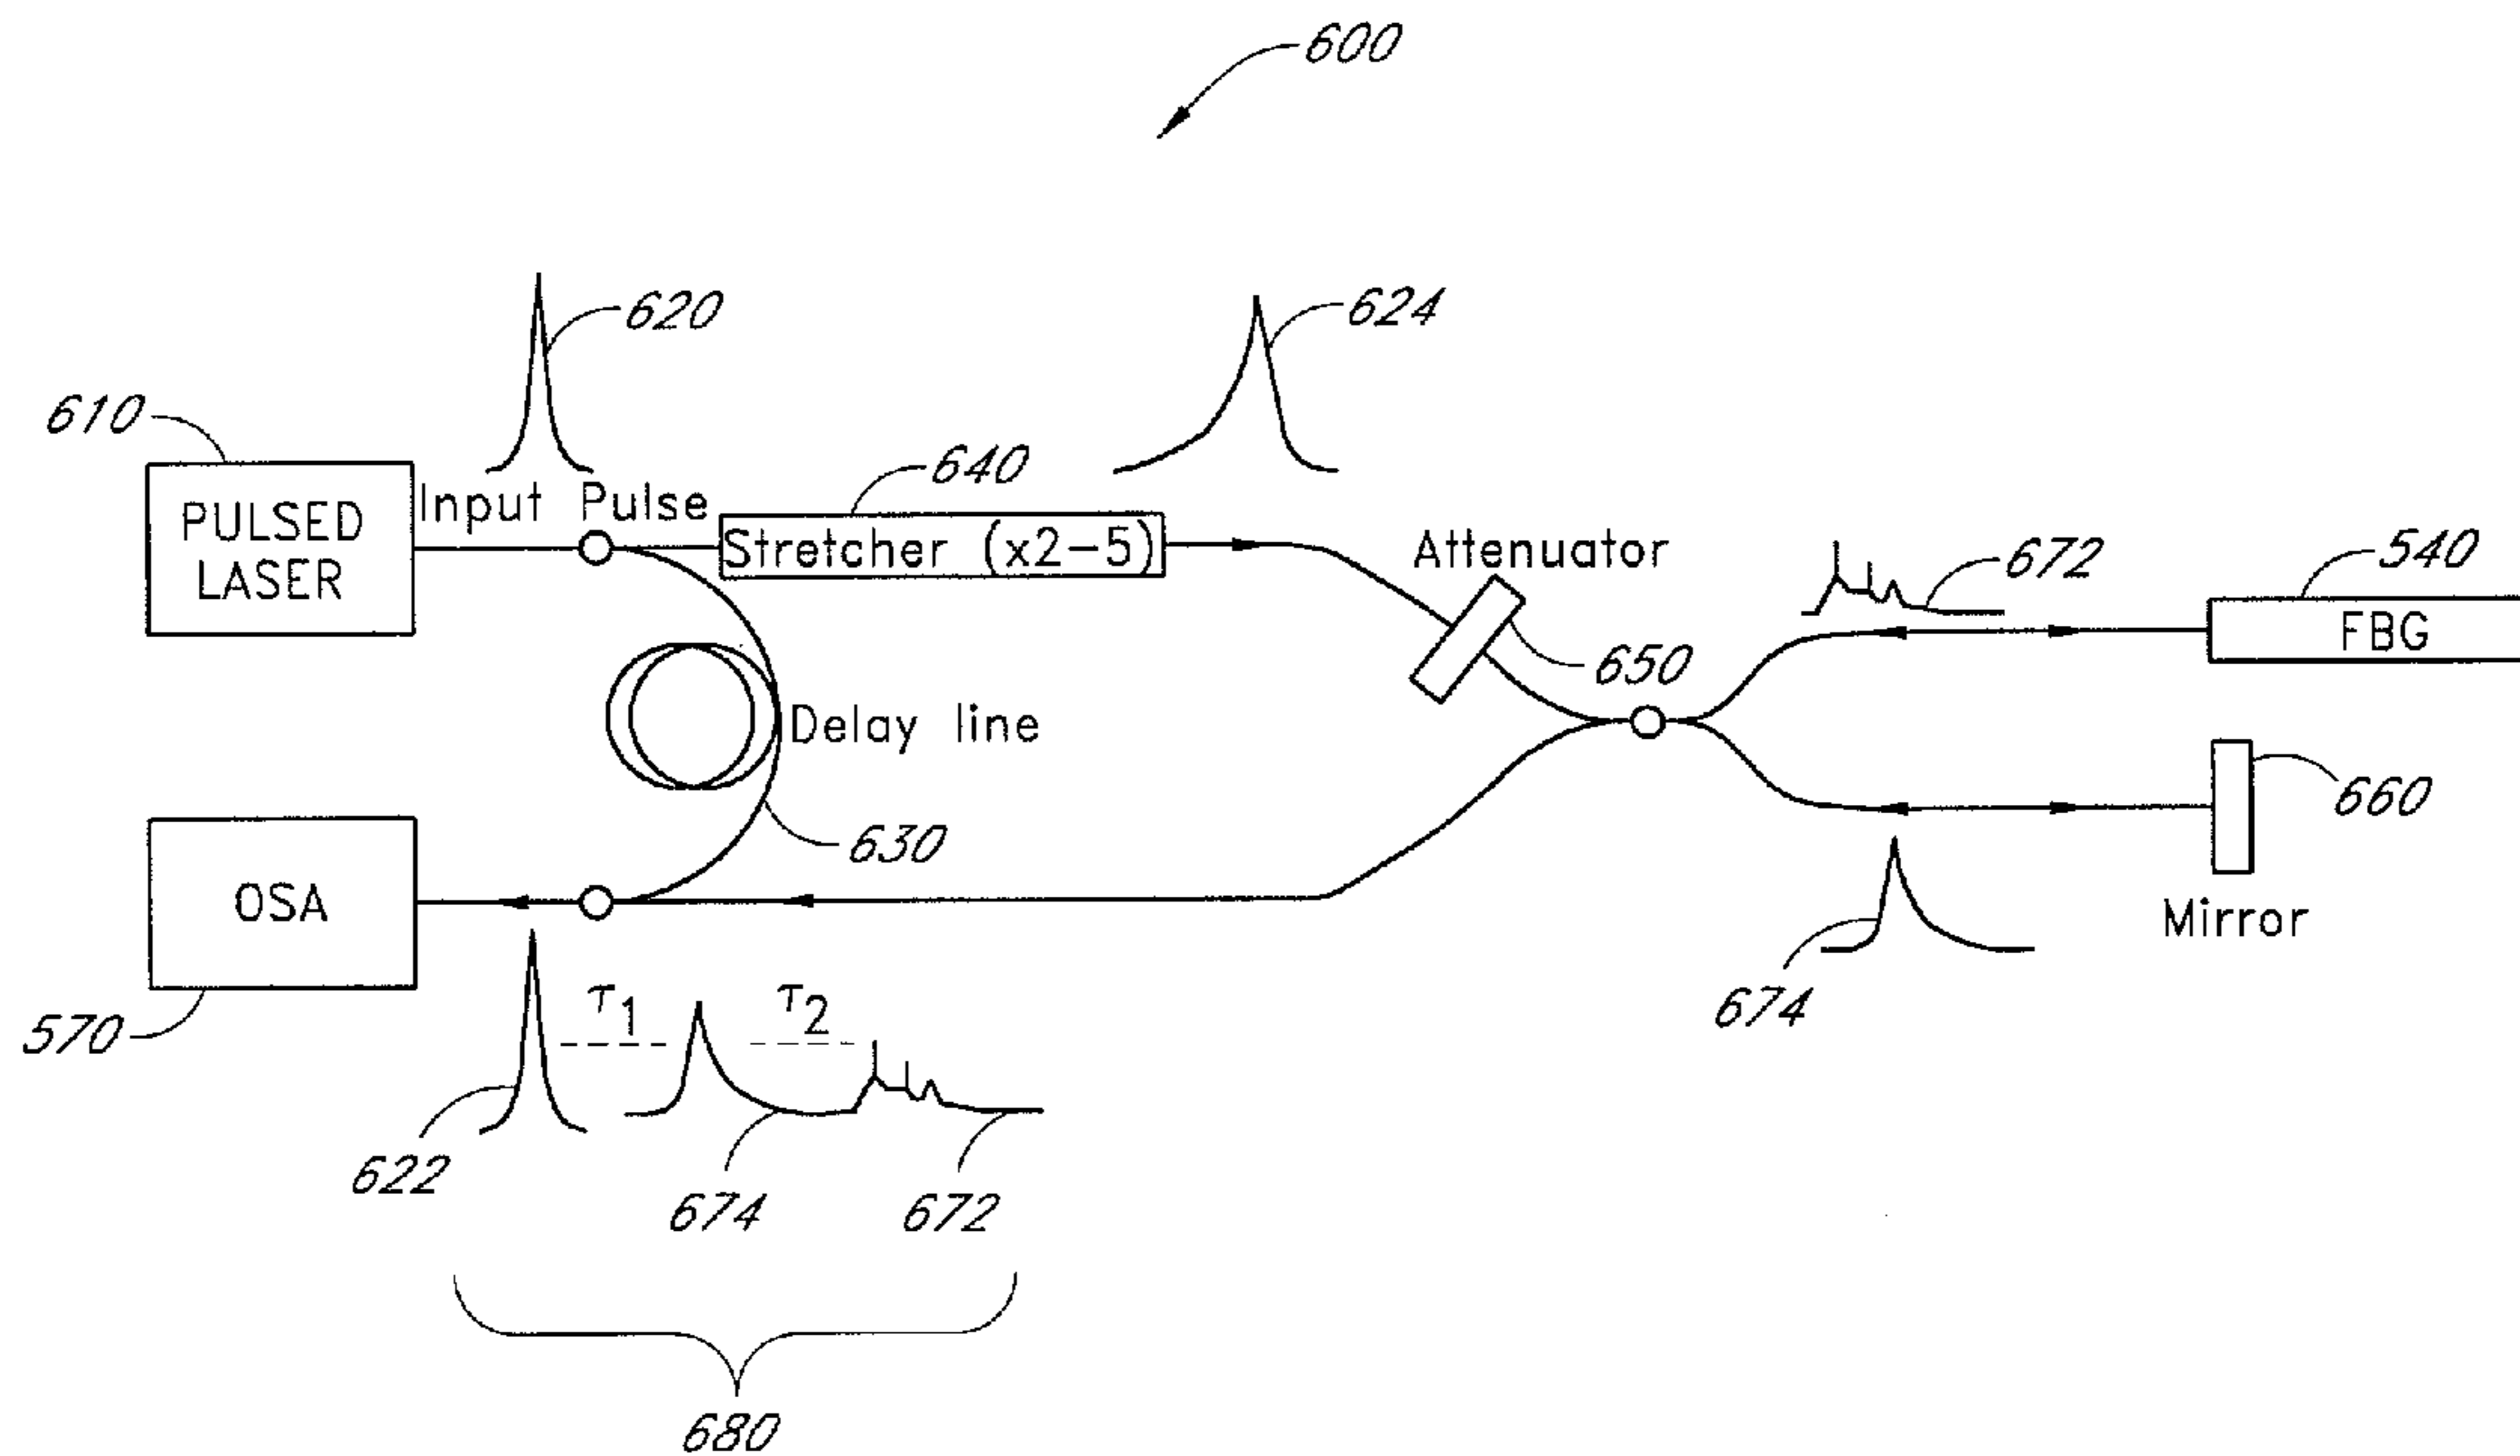 600
620
624
610
640
PULSED
LASER
Input Pulse
Stretcher (x2-5)
Attenuator
672
540
FBG
650
Delay line
660
630
OSA
674
Mirror
570
τ1
τ2
622
674
672
680